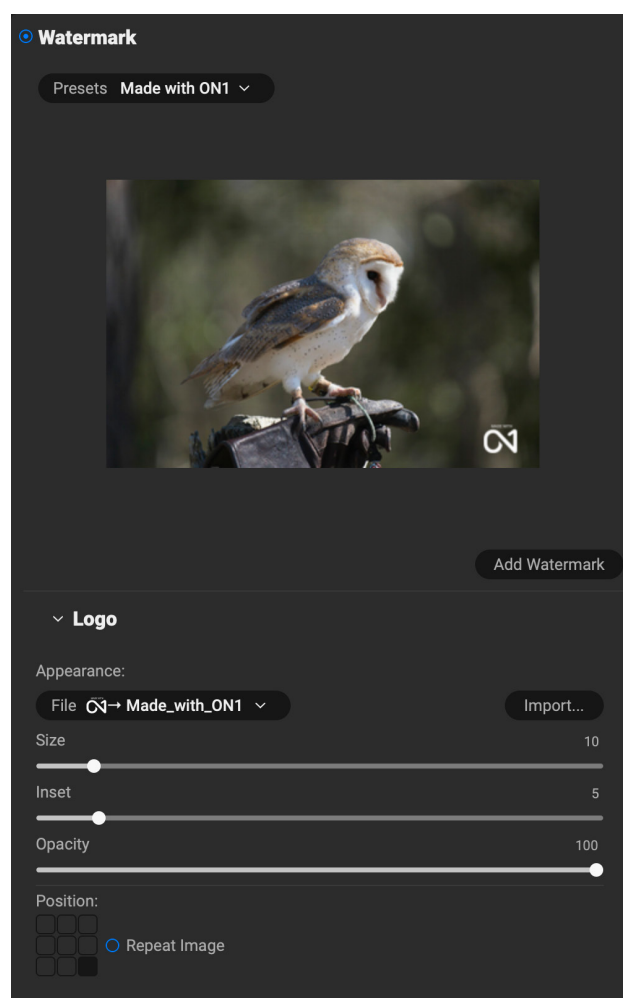 Watermark
Presets Made with ON1
Add Watermark
Logo
Appearance:
File Made_with_ON1 Import...
Size 10
Inset 5
Opacity 100
Position:
Repeat Image